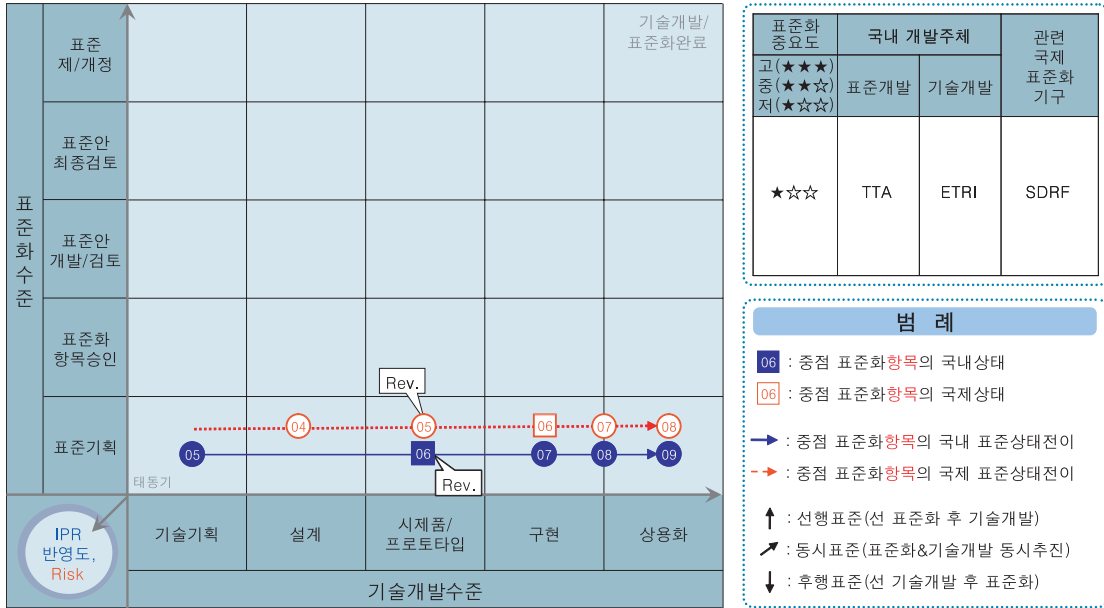 기술개발/
표준화완료
표준화수준
표준
제/개정
표준안
최종검토
표준안
개발/검토
표준화
항목승인
표준기획
Rev.
04
05
06
07
08
05
06
07
08
09
Rev.
태동기
IPR
반영도,
Risk
기술기획
설계
시제품/
프로토타입
구현
상용화
기술개발수준
표준화
중요도
국내 개발주체
관련
국제
표준화
기구
고(★★★)
중(★★☆)
저(★☆☆)
표준개발
기술개발
★☆☆
TTA
ETRI
SDRF
범 례
06 : 중점 표준화항목의 국내상태
06 : 중점 표준화항목의 국제상태
: 중점 표준화항목의 국내 표준상태전이
: 중점 표준화항목의 국제 표준상태전이
: 선행표준(선 표준화 후 기술개발)
: 동시표준(표준화&기술개발 동시추진)
: 후행표준(선 기술개발 후 표준화)